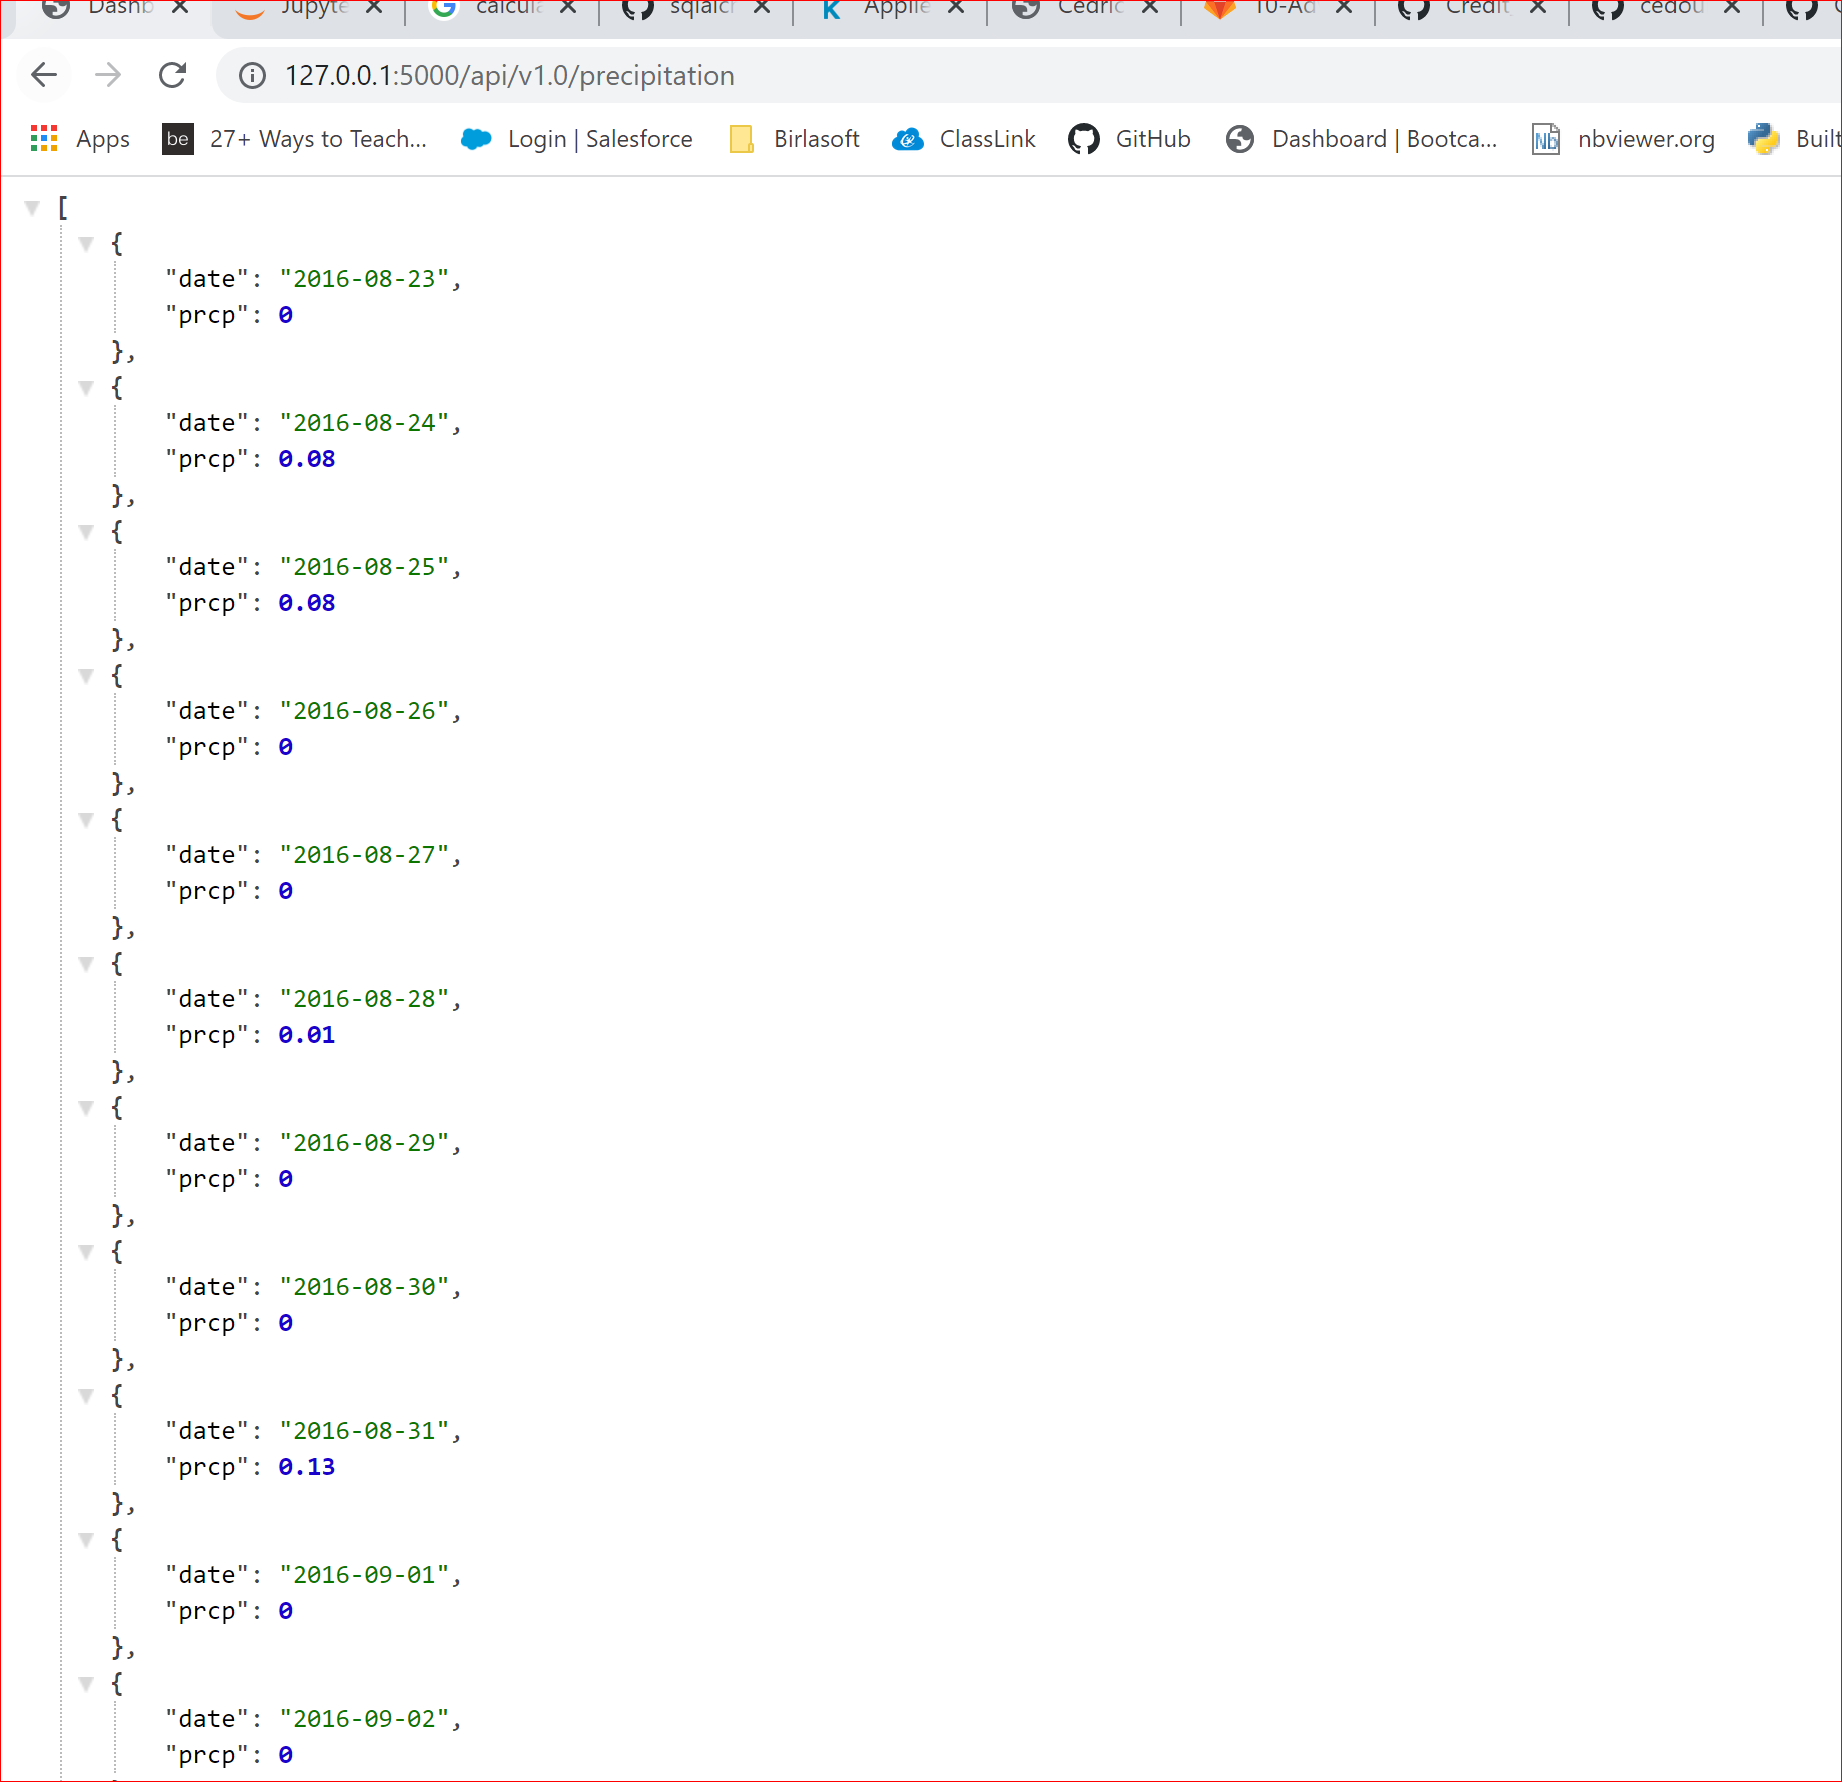 Dashb Jupyte calcula sqlalch Applie Cedric 10-Ad Credit cedou
127.0.0.1:5000/api/v1.0/precipitation
Apps be 27+ Ways to Teach... Login | Salesforce Birlasoft ClassLink GitHub Dashboard | Bootca... Nb nbviewer.org Built
[
{
"date": "2016-08-23",
"prcp": 0
},
{
"date": "2016-08-24",
"prcp": 0.08
},
{
"date": "2016-08-25",
"prcp": 0.08
},
{
"date": "2016-08-26",
"prcp": 0
},
{
"date": "2016-08-27",
"prcp": 0
},
{
"date": "2016-08-28",
"prcp": 0.01
},
{
"date": "2016-08-29",
"prcp": 0
},
{
"date": "2016-08-30",
"prcp": 0
},
{
"date": "2016-08-31",
"prcp": 0.13
},
{
"date": "2016-09-01",
"prcp": 0
},
{
"date": "2016-09-02",
"prcp": 0